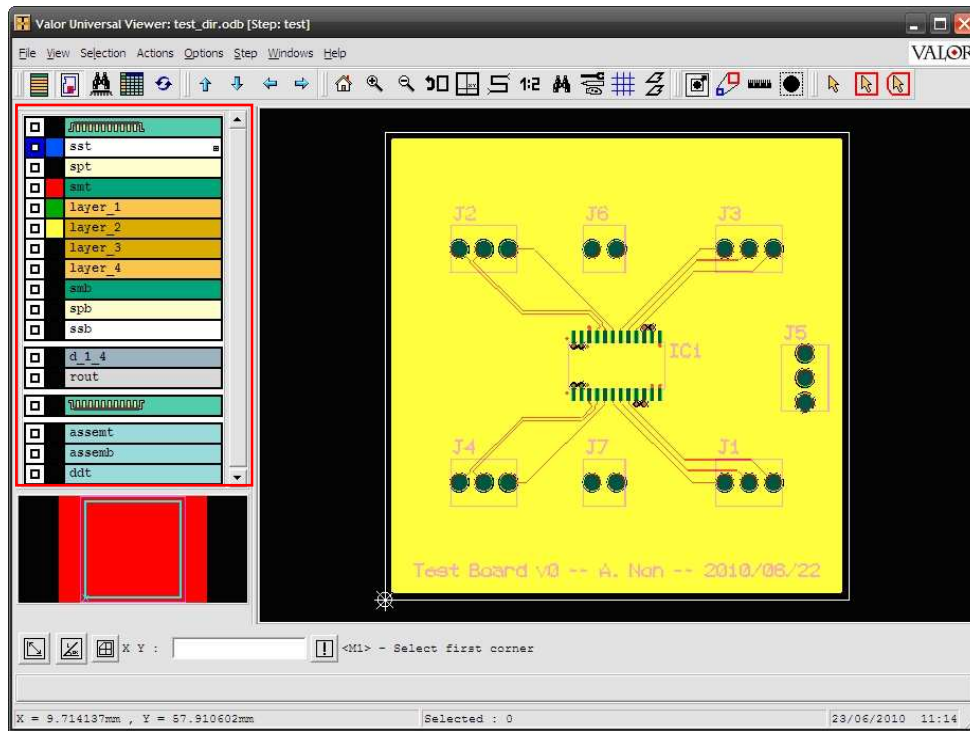 Valor Universal Viewer: test_dir.odb [Step: test]
File View Selection Actions Options Step Windows Help
VALOR
1:2
sst
spt
smt
layer_1
layer_2
layer_3
layer_4
smb
spb
ssb
d_1_4
rout
assemt
assemb
ddt
J2 J6 J3
J5
IC1
J4 J7 J1
Test Board v0 -- A. Non -- 2010/06/22
X Y :
<M1> - Select first corner
X = 9.714137mm , Y = 67.910602mm
Selected : 0
23/06/2010 11:14